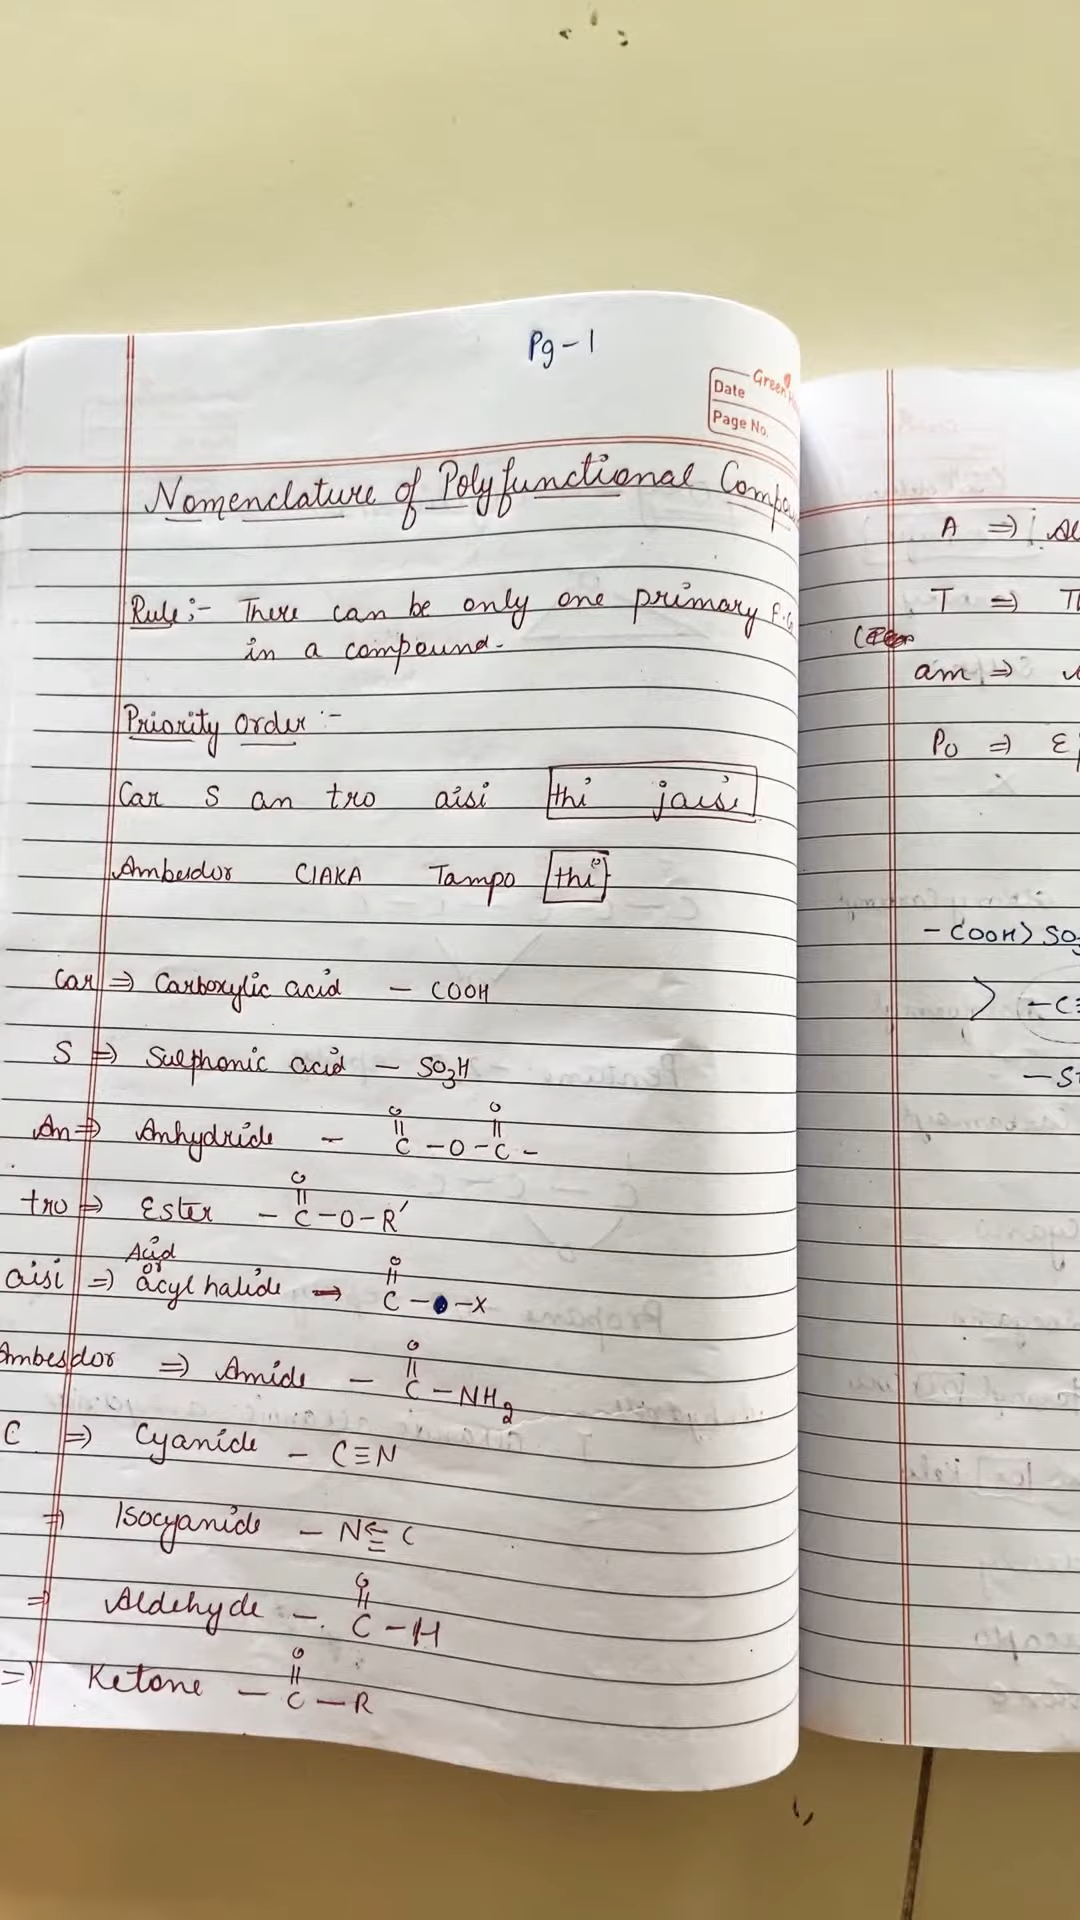 Pg-1
Green
Date
Page No.
Nomenclature of Polyfunctional
Rule:- There can be only one primary F.G
in a compound.
Priority order :-
Car S an tro aisi thi jaisi
Ambesdor CIAKA Tampo thi
Car ⇒ Carboxylic acid - COOH
S ⇒ Sulphonic acid - SO3H
An ⇒ Anhydride - C(=O)-O-C(=O)-
tro ⇒ Ester - C(=O)-O-R'
Acid
or
aisi ⇒ acyl halide → C(=O)-X
Ambesdor ⇒ Amide - C(=O)-NH2
C ⇒ Cyanide - C≡N
⇒ Isocyanide - N≡C
⇒ Aldehyde - C(=O)-H
⇒ Ketone - C(=O)-R
A ⇒
T ⇒
am ⇒
Po ⇒
- COOH >
>